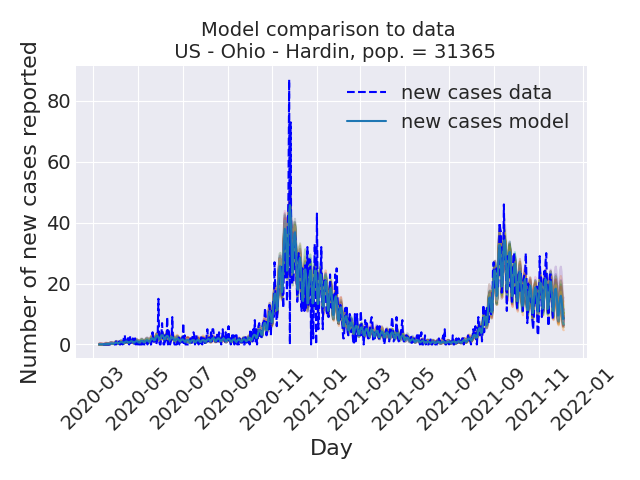 Model comparison to data
US - Ohio - Hardin, pop. = 31365
Number of new cases reported
80
60
40
20
0
new cases data
new cases model
2020-03
2020-05
2020-07
2020-09
2020-11
2021-01
2021-03
2021-05
2021-07
2021-09
2021-11
2022-01
Day